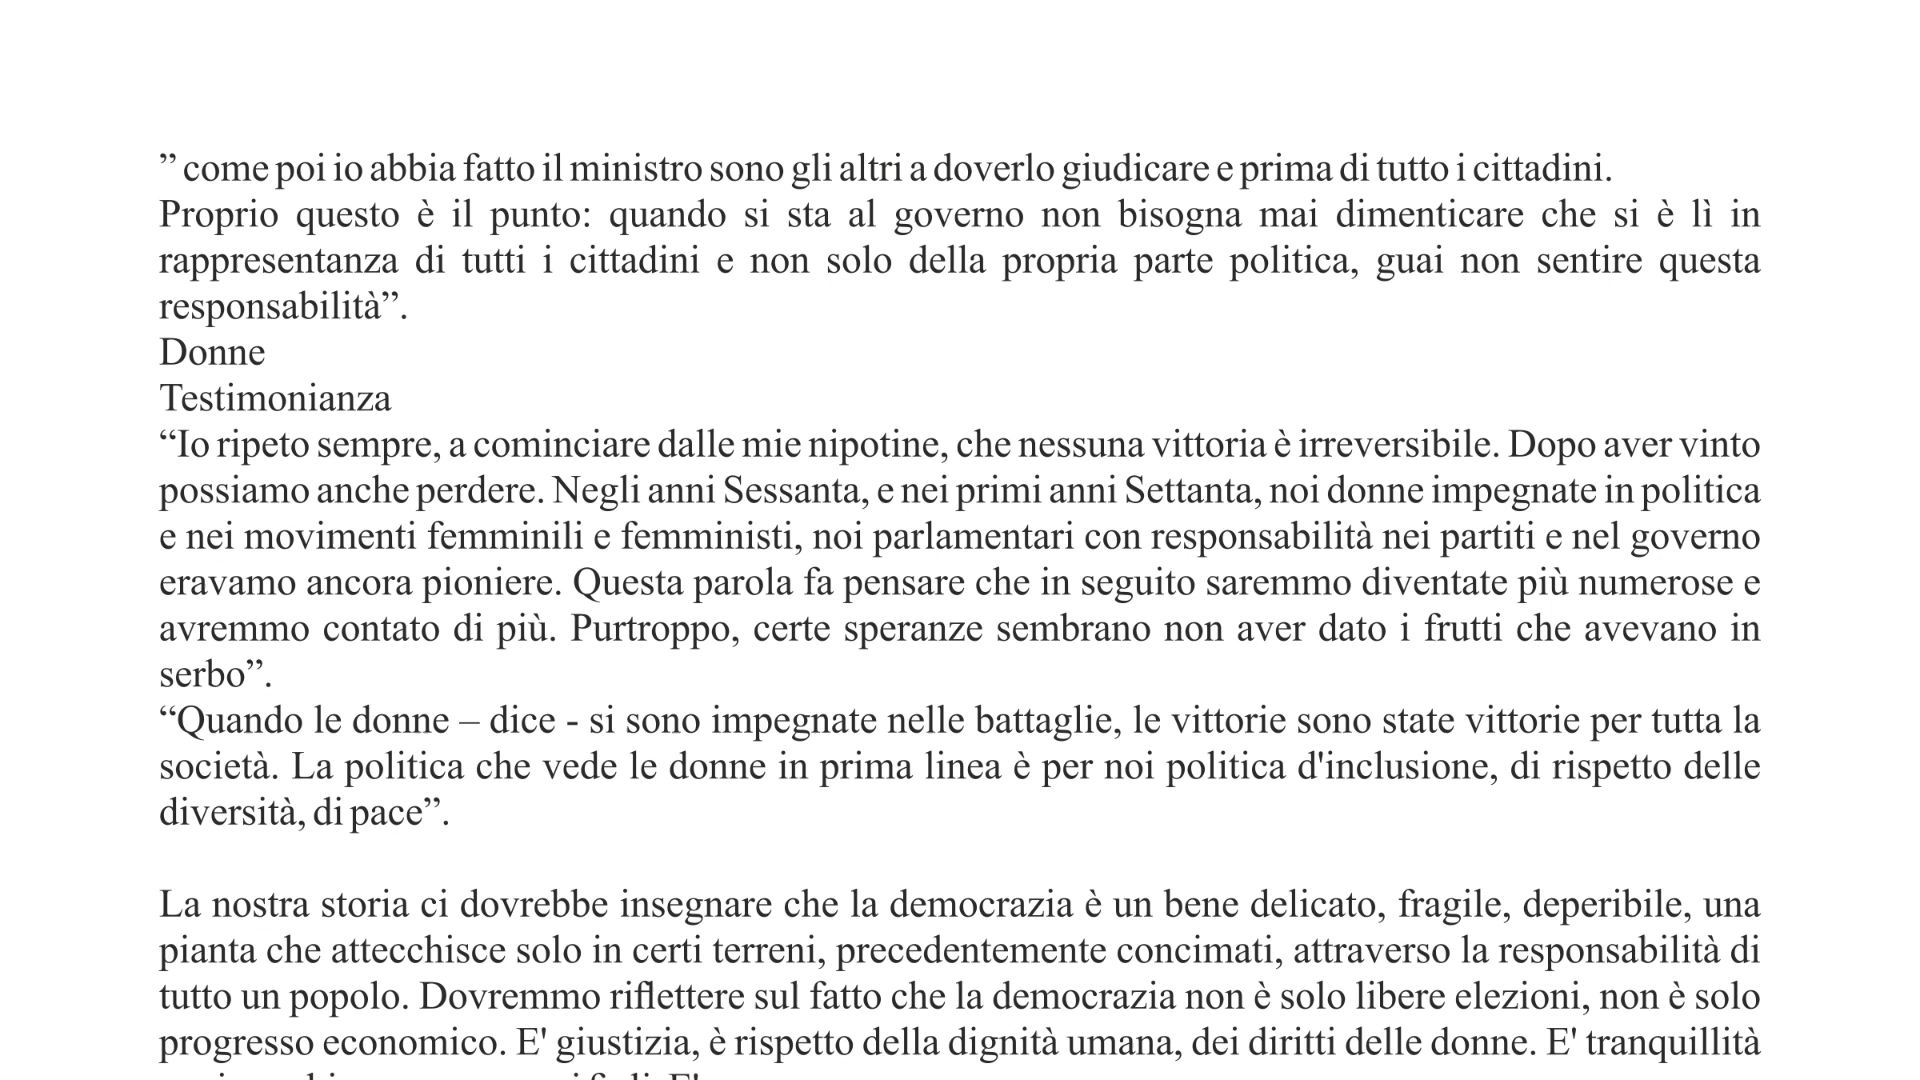 ” come poi io abbia fatto il ministro sono gli altri a doverlo giudicare e prima di tutto i cittadini.
Proprio questo è il punto: quando si sta al governo non bisogna mai dimenticare che si è lì in
rappresentanza di tutti i cittadini e non solo della propria parte politica, guai non sentire questa
responsabilità”.
Donne
Testimonianza
“Io ripeto sempre, a cominciare dalle mie nipotine, che nessuna vittoria è irreversibile. Dopo aver vinto
possiamo anche perdere. Negli anni Sessanta, e nei primi anni Settanta, noi donne impegnate in politica
e nei movimenti femminili e femministi, noi parlamentari con responsabilità nei partiti e nel governo
eravamo ancora pioniere. Questa parola fa pensare che in seguito saremmo diventate più numerose e
avremmo contato di più. Purtroppo, certe speranze sembrano non aver dato i frutti che avevano in
serbo”.
“Quando le donne – dice - si sono impegnate nelle battaglie, le vittorie sono state vittorie per tutta la
società. La politica che vede le donne in prima linea è per noi politica d'inclusione, di rispetto delle
diversità, di pace”.
La nostra storia ci dovrebbe insegnare che la democrazia è un bene delicato, fragile, deperibile, una
pianta che attecchisce solo in certi terreni, precedentemente concimati, attraverso la responsabilità di
tutto un popolo. Dovremmo riflettere sul fatto che la democrazia non è solo libere elezioni, non è solo
progresso economico. E' giustizia, è rispetto della dignità umana, dei diritti delle donne. E' tranquillità